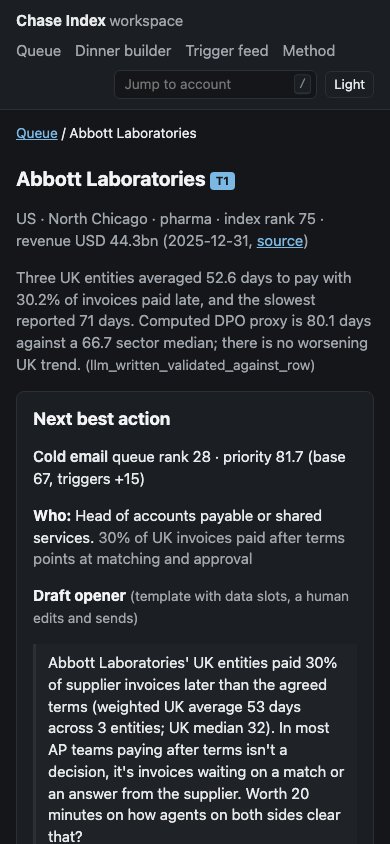 Chase Index workspace
Queue Dinner builder Trigger feed Method
Jump to account /
Light
Queue / Abbott Laboratories
Abbott Laboratories T1
US · North Chicago · pharma · index rank 75 ·
revenue USD 44.3bn (2025-12-31, source)
Three UK entities averaged 52.6 days to pay with
30.2% of invoices paid late, and the slowest
reported 71 days. Computed DPO proxy is 80.1 days
against a 66.7 sector median; there is no worsening
UK trend. (llm_written_validated_against_row)
Next best action
Cold email queue rank 28 · priority 81.7 (base
67, triggers +15)
Who: Head of accounts payable or shared
services. 30% of UK invoices paid after terms
points at matching and approval
Draft opener (template with data slots, a human
edits and sends)
Abbott Laboratories' UK entities paid 30%
of supplier invoices later than the agreed
terms (weighted UK average 53 days
across 3 entities; UK median 32). In most
AP teams paying after terms isn't a
decision, it's invoices waiting on a match or
an answer from the supplier. Worth 20
minutes on how agents on both sides clear
that?